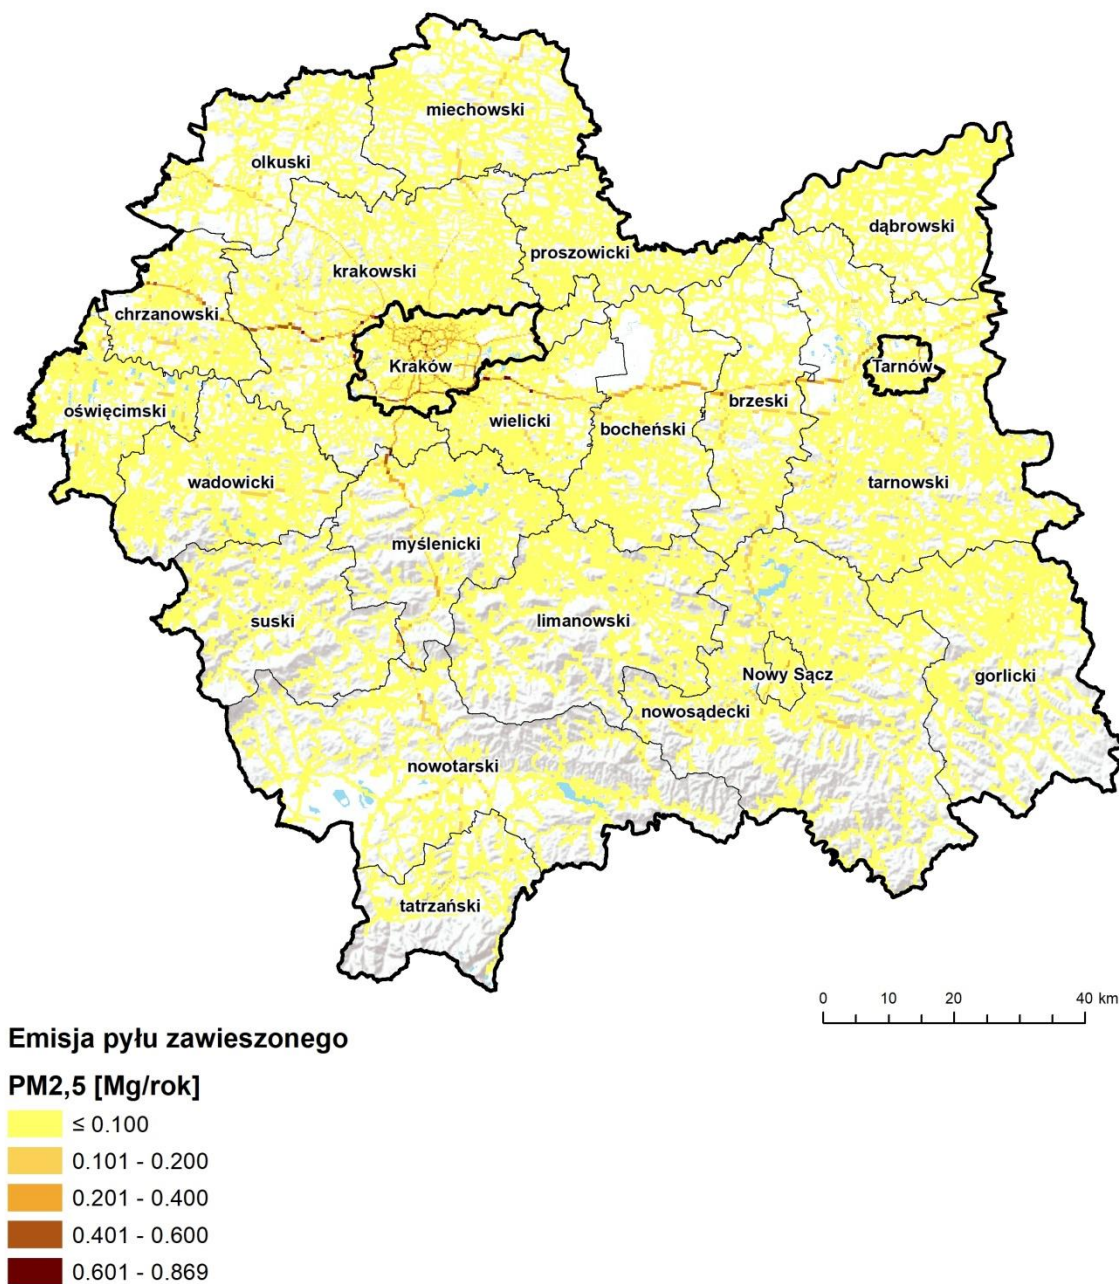 miechowski
olkuski
dąbrowski
proszowicki
krakowski
chrzanowski
Kraków
Tarnów
oświęcimski
brzeski
wielicki
bocheński
wadowicki
tarnowski
myślenicki
suski
limanowski
Nowy Sącz
gorlicki
nowosądecki
nowotarski
tatrzański
0 10 20 40 km
Emisja pyłu zawieszonego
PM2,5 [Mg/rok]
≤ 0.100
0.101 - 0.200
0.201 - 0.400
0.401 - 0.600
0.601 - 0.869